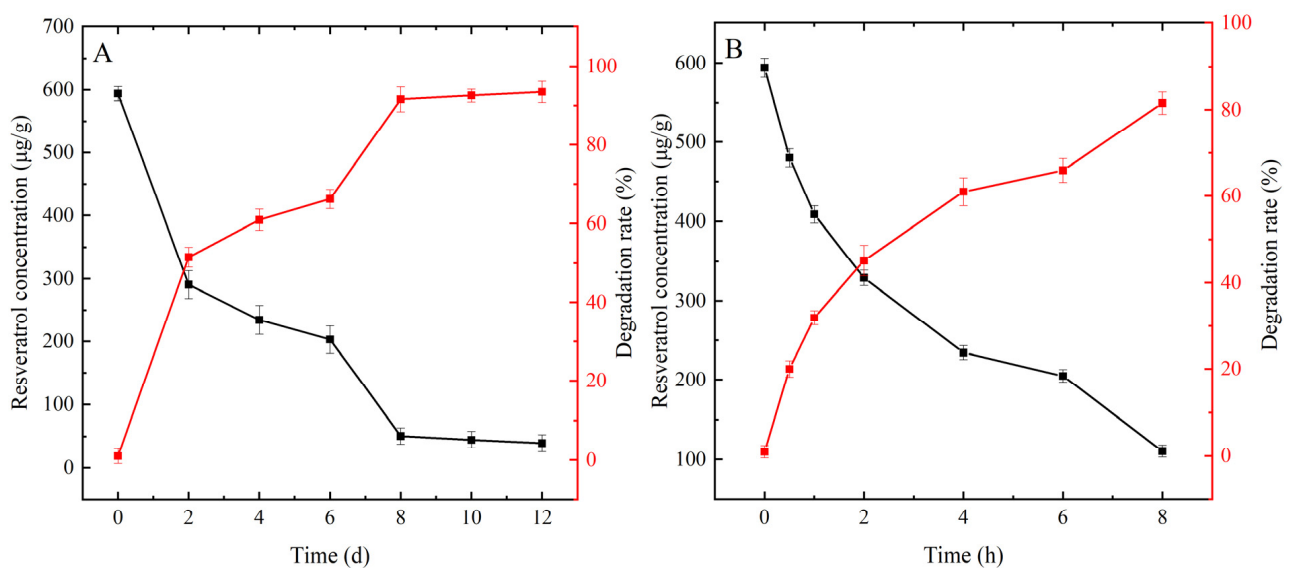 A
700
600
500
400
300
200
100
0
Resveratrol concentration (μg/g)
100
80
60
40
20
0
Degradation rate (%)
0 2 4 6 8 10 12
Time (d)
B
600
500
400
300
200
100
Resveratrol concentration (μg/g)
100
80
60
40
20
0
Degradation rate (%)
0 2 4 6 8
Time (h)